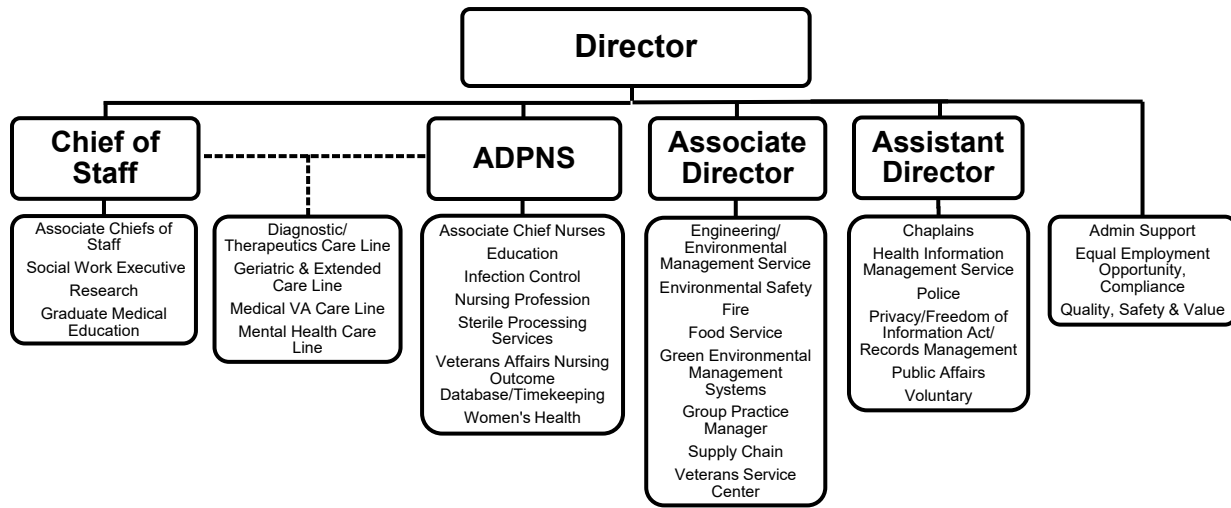 Director
Chief of
Staff
ADPNS
Associate
Director
Assistant
Director
Associate Chiefs of
Staff
Social Work Executive
Research
Graduate Medical
Education
Diagnostic/
Therapeutics Care Line
Geriatric & Extended
Care Line
Medical VA Care Line
Mental Health Care
Line
Associate Chief Nurses
Education
Infection Control
Nursing Profession
Sterile Processing
Services
Veterans Affairs Nursing
Outcome
Database/Timekeeping
Women's Health
Engineering/
Environmental
Management Service
Environmental Safety
Fire
Food Service
Green Environmental
Management
Systems
Group Practice
Manager
Supply Chain
Veterans Service
Center
Chaplains
Health Information
Management Service
Police
Privacy/Freedom of
Information Act/
Records Management
Public Affairs
Voluntary
Admin Support
Equal Employment
Opportunity,
Compliance
Quality, Safety & Value